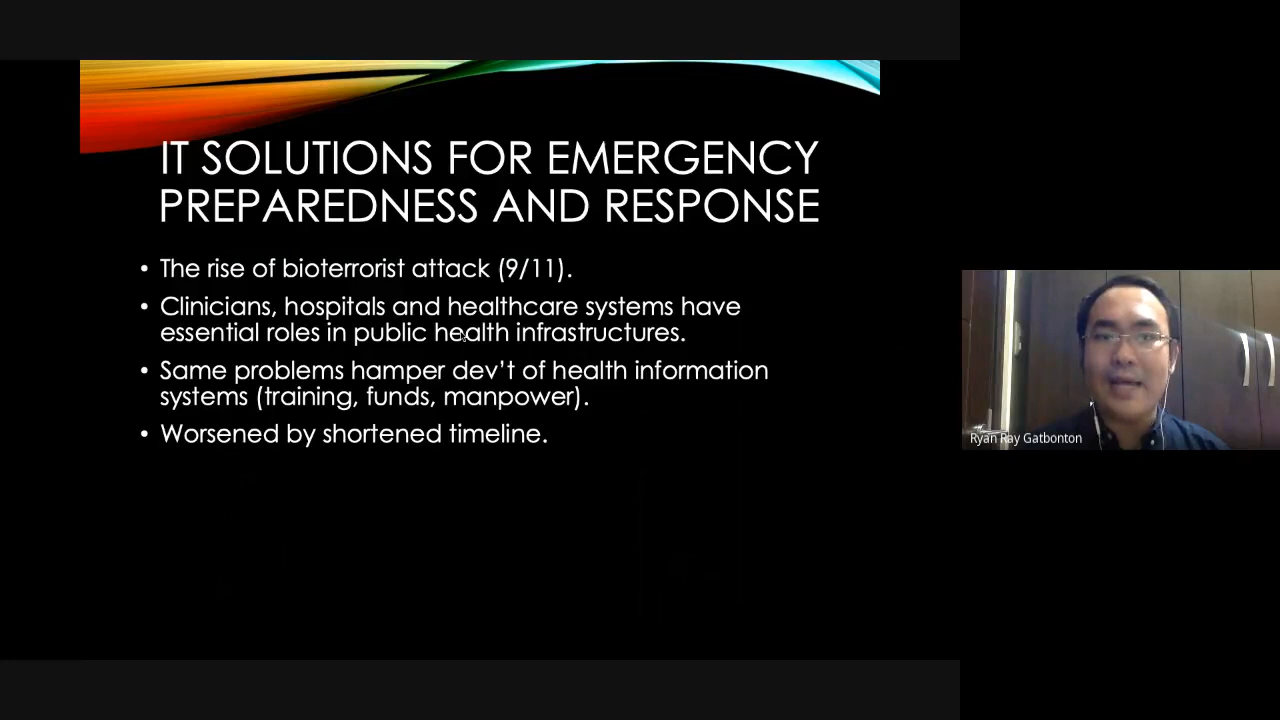 IT SOLUTIONS FOR EMERGENCY
PREPAREDNESS AND RESPONSE
• The rise of bioterrorist attack (9/11).
• Clinicians, hospitals and healthcare systems have
essential roles in public health infrastructures.
• Same problems hamper dev’t of health information
systems (training, funds, manpower).
• Worsened by shortened timeline.
Ryan Ray Gatbonton